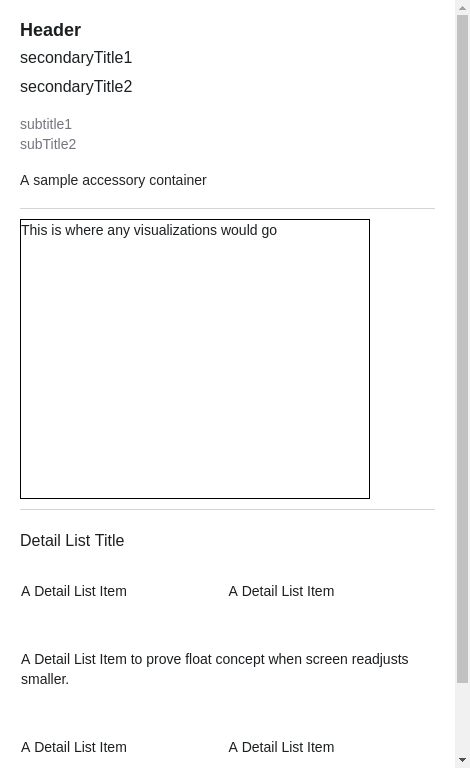 Header
secondaryTitle1
secondaryTitle2
subtitle1
subTitle2
A sample accessory container
This is where any visualizations would go
Detail List Title
A Detail List Item
A Detail List Item
A Detail List Item to prove float concept when screen readjusts
smaller.
A Detail List Item
A Detail List Item